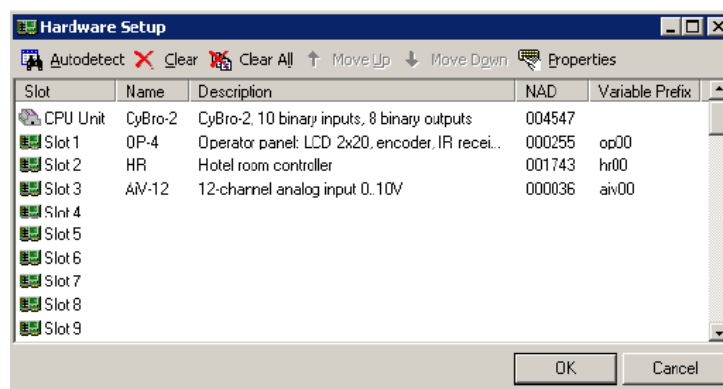 Hardware Setup
Autodetect Clear Clear All Move Up Move Down Properties
Slot Name Description NAD Variable Prefix
CPU Unit CyBro-2 CyBro-2, 10 binary inputs, 8 binary outputs 004547
Slot 1 OP-4 Operator panel: LCD 2x20, encoder, IR recei... 000255 op00
Slot 2 HR Hotel room controller 001743 hr00
Slot 3 AiV-12 12-channel analog input 0..10V 000036 aiv00
Slot 4
Slot 5
Slot 6
Slot 7
Slot 8
Slot 9
OK Cancel